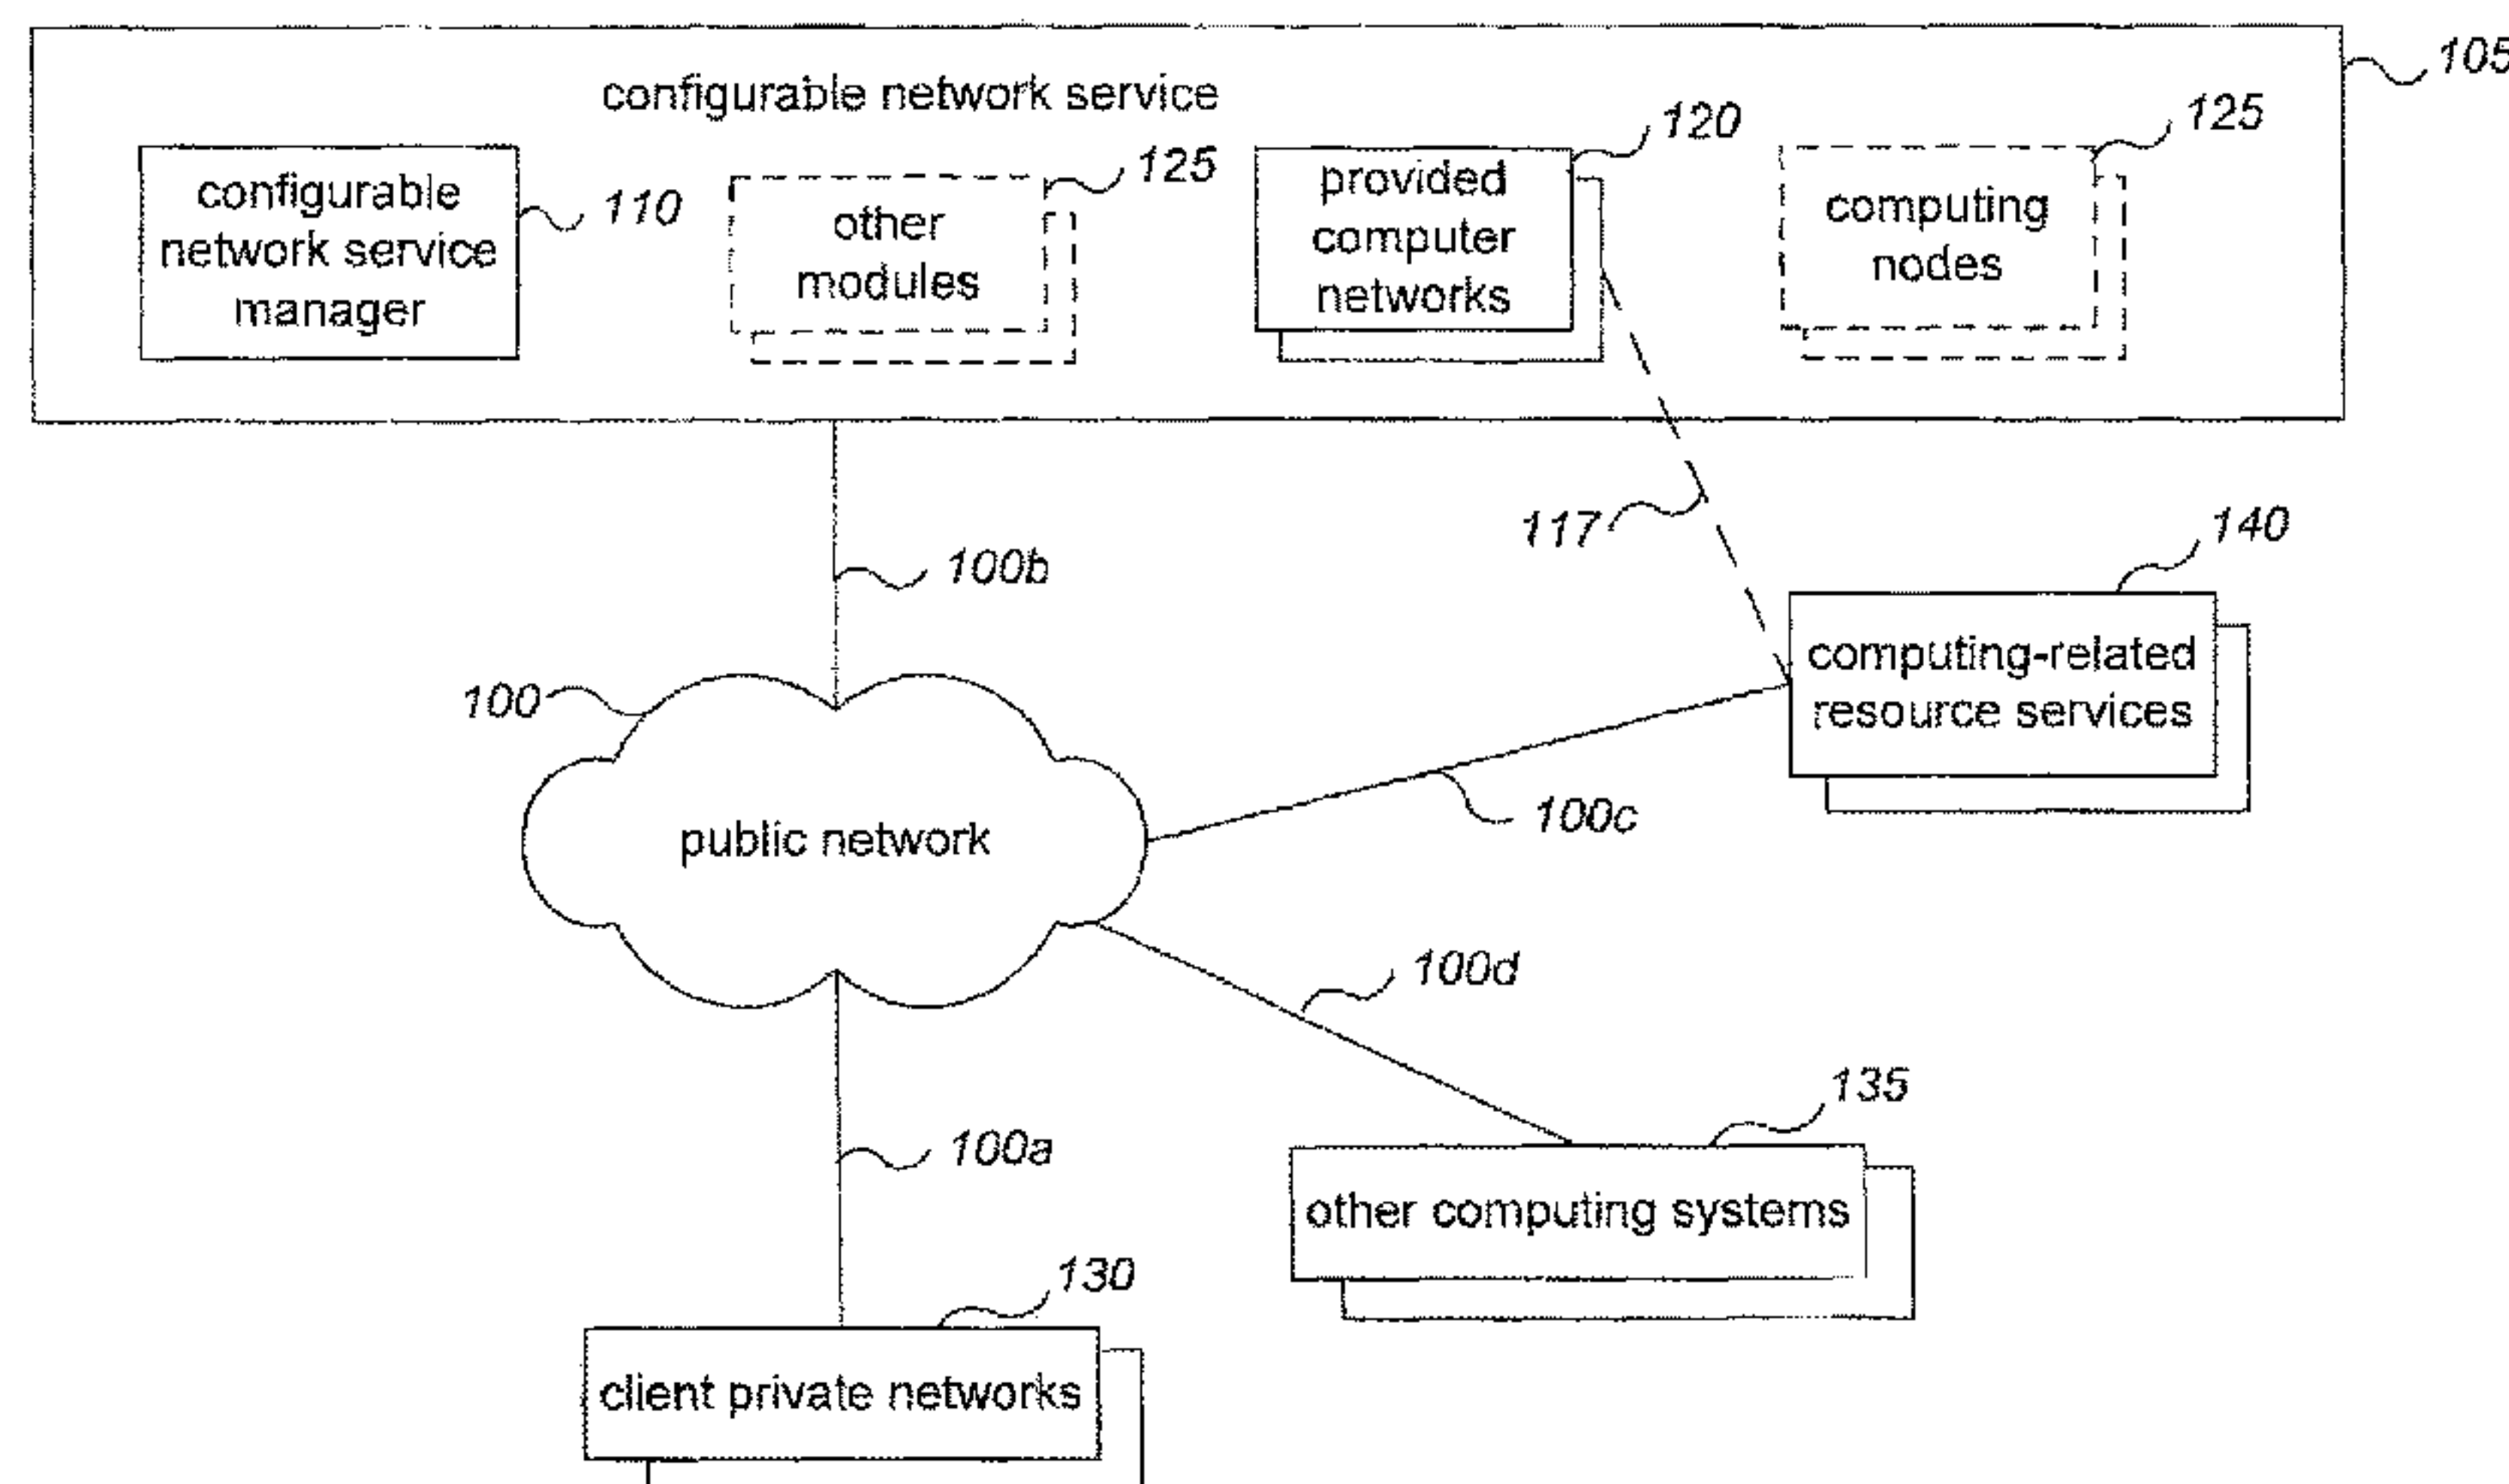 105
configurable network service
120
125
125
configurable
network service
manager
110
other
modules
provided
computer
networks
computing
nodes
117
140
100b
computing-related
resource services
100
public network
100c
100d
135
100a
other computing systems
130
client private networks